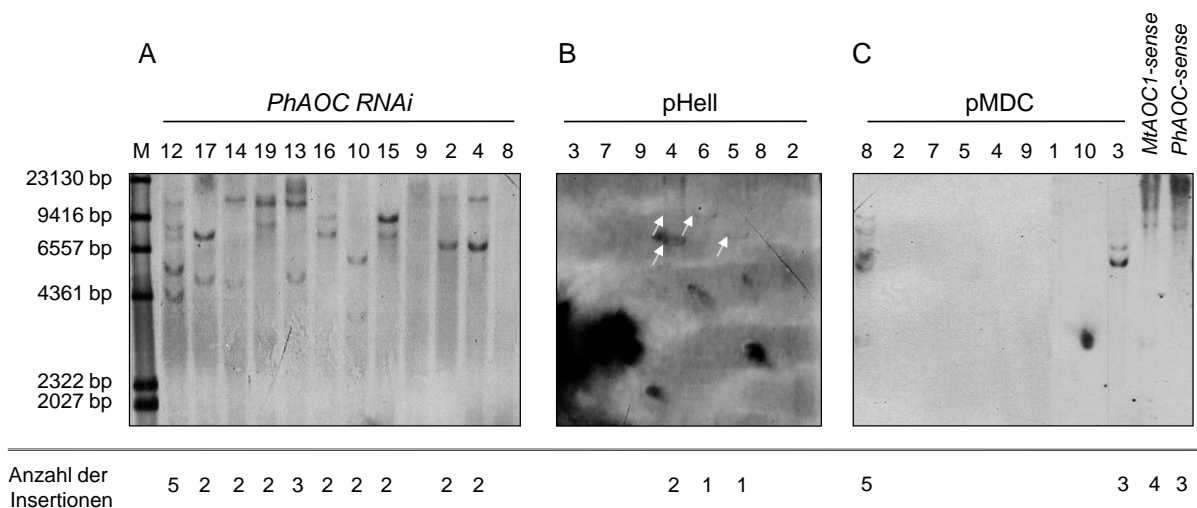 A
B
C
PhAOC RNAi
pHell
pMDC
MtAOC1-sense
PhAOC-sense
M 12 17 14 19 13 16 10 15 9 2 4 8
3 7 9 4 6 5 8 2
8 2 7 5 4 9 1 10 3
23130 bp
9416 bp
6557 bp
4361 bp
2322 bp
2027 bp
Anzahl der
Insertionen
5 2 2 2 3 2 2 2 2 2
2 1 1
5 3 4 3